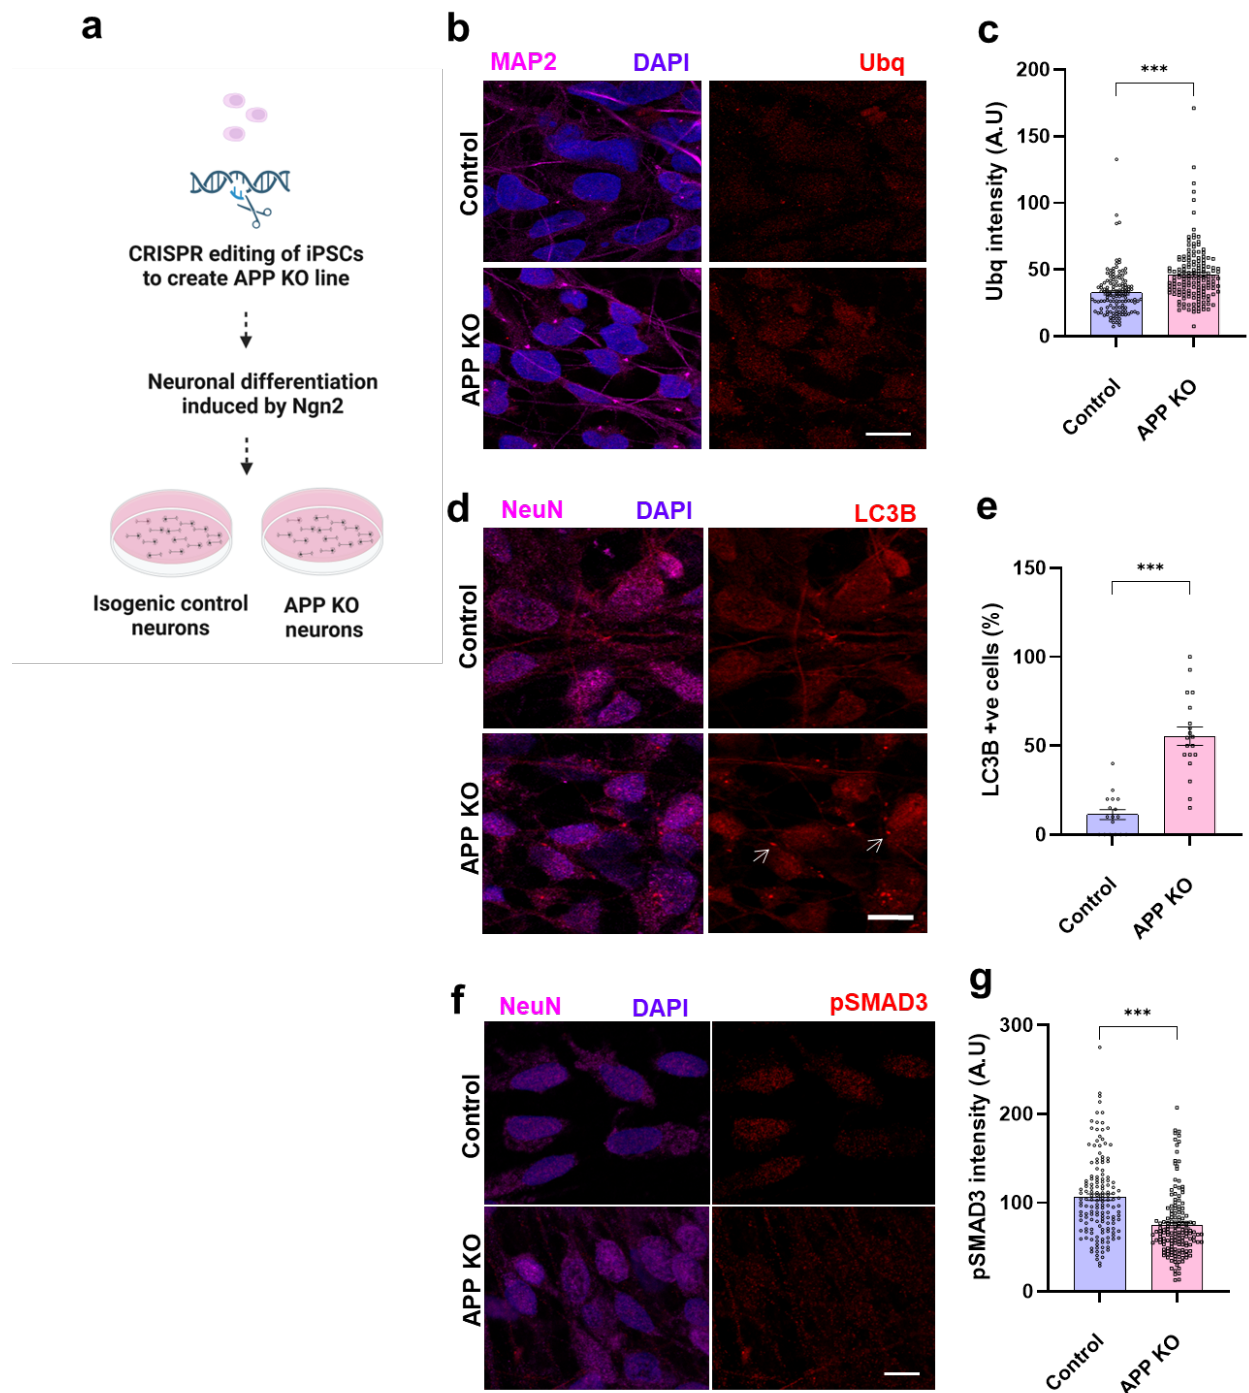 a
CRISPR editing of iPSCs
to create APP KO line
Neuronal differentiation
induced by Ngn2
Isogenic control
neurons
APP KO
neurons
b
MAP2 DAPI Ubq
Control
APP KO
c
Ubq intensity (A.U)
200
150
100
50
0
***
Control
APP KO
d
NeuN DAPI LC3B
Control
APP KO
e
LC3B +ve cells (%)
150
100
50
0
***
Control
APP KO
f
NeuN DAPI pSMAD3
Control
APP KO
g
pSMAD3 intensity (A.U)
300
200
100
0
***
Control
APP KO